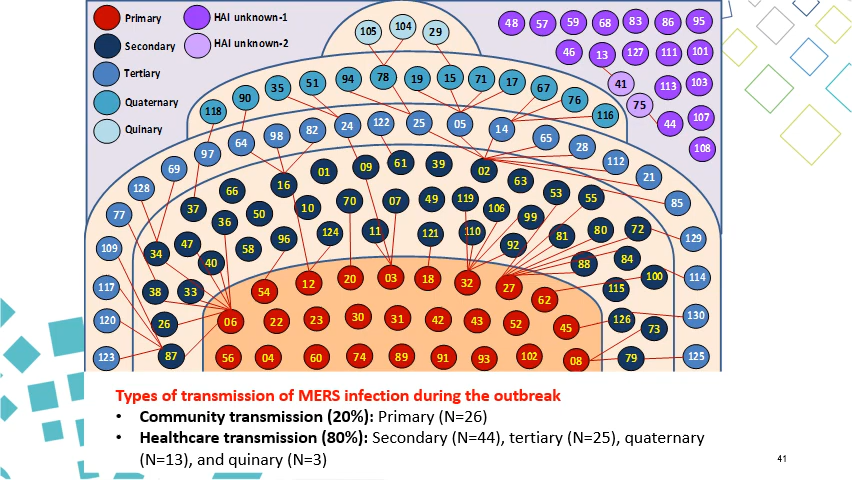 105 104 29 48 57 59 68 83 86 95
Primary HAI unknown-1
Secondary HAI unknown-2 46 13 127 111 101
Tertiary 35 51 94 78 19 15 71 17 67 41 113 103
Quaternary 118 90 76 116 75 44 107
Quinary 108
97 64 98 82 24 122 25 05 14 65 28 112
128 69 16 01 09 61 39 02 63 21 85
77 37 66 36 50 10 70 07 49 119 106 99 53 55
109 34 47 40 58 96 124 11 121 110 92 81 80 72 129
117 38 33 54 12 20 03 18 32 27 62 88 84 115 100 114
120 26 06 22 23 30 31 42 43 52 45 126 73 130
123 87 56 04 60 74 89 91 93 102 08 79 125
Types of transmission of MERS infection during the outbreak
• Community transmission (20%): Primary (N=26)
• Healthcare transmission (80%): Secondary (N=44), tertiary (N=25), quaternary
(N=13), and quinary (N=3)
41